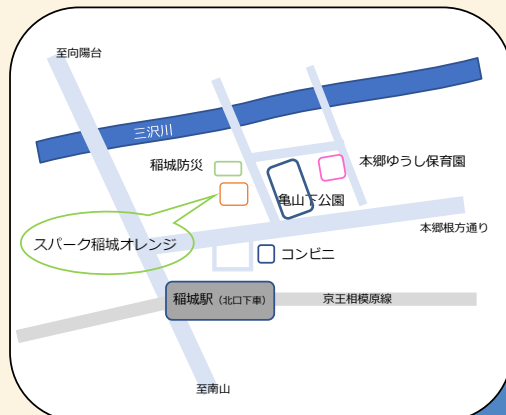 至向陽台
三沢川
稲城防災
本郷ゆうし保育園
亀山下公園
本郷根方通り
スパーク稲城オレンジ
コンビニ
稲城駅(北口下車)
京王相模原線
至南山